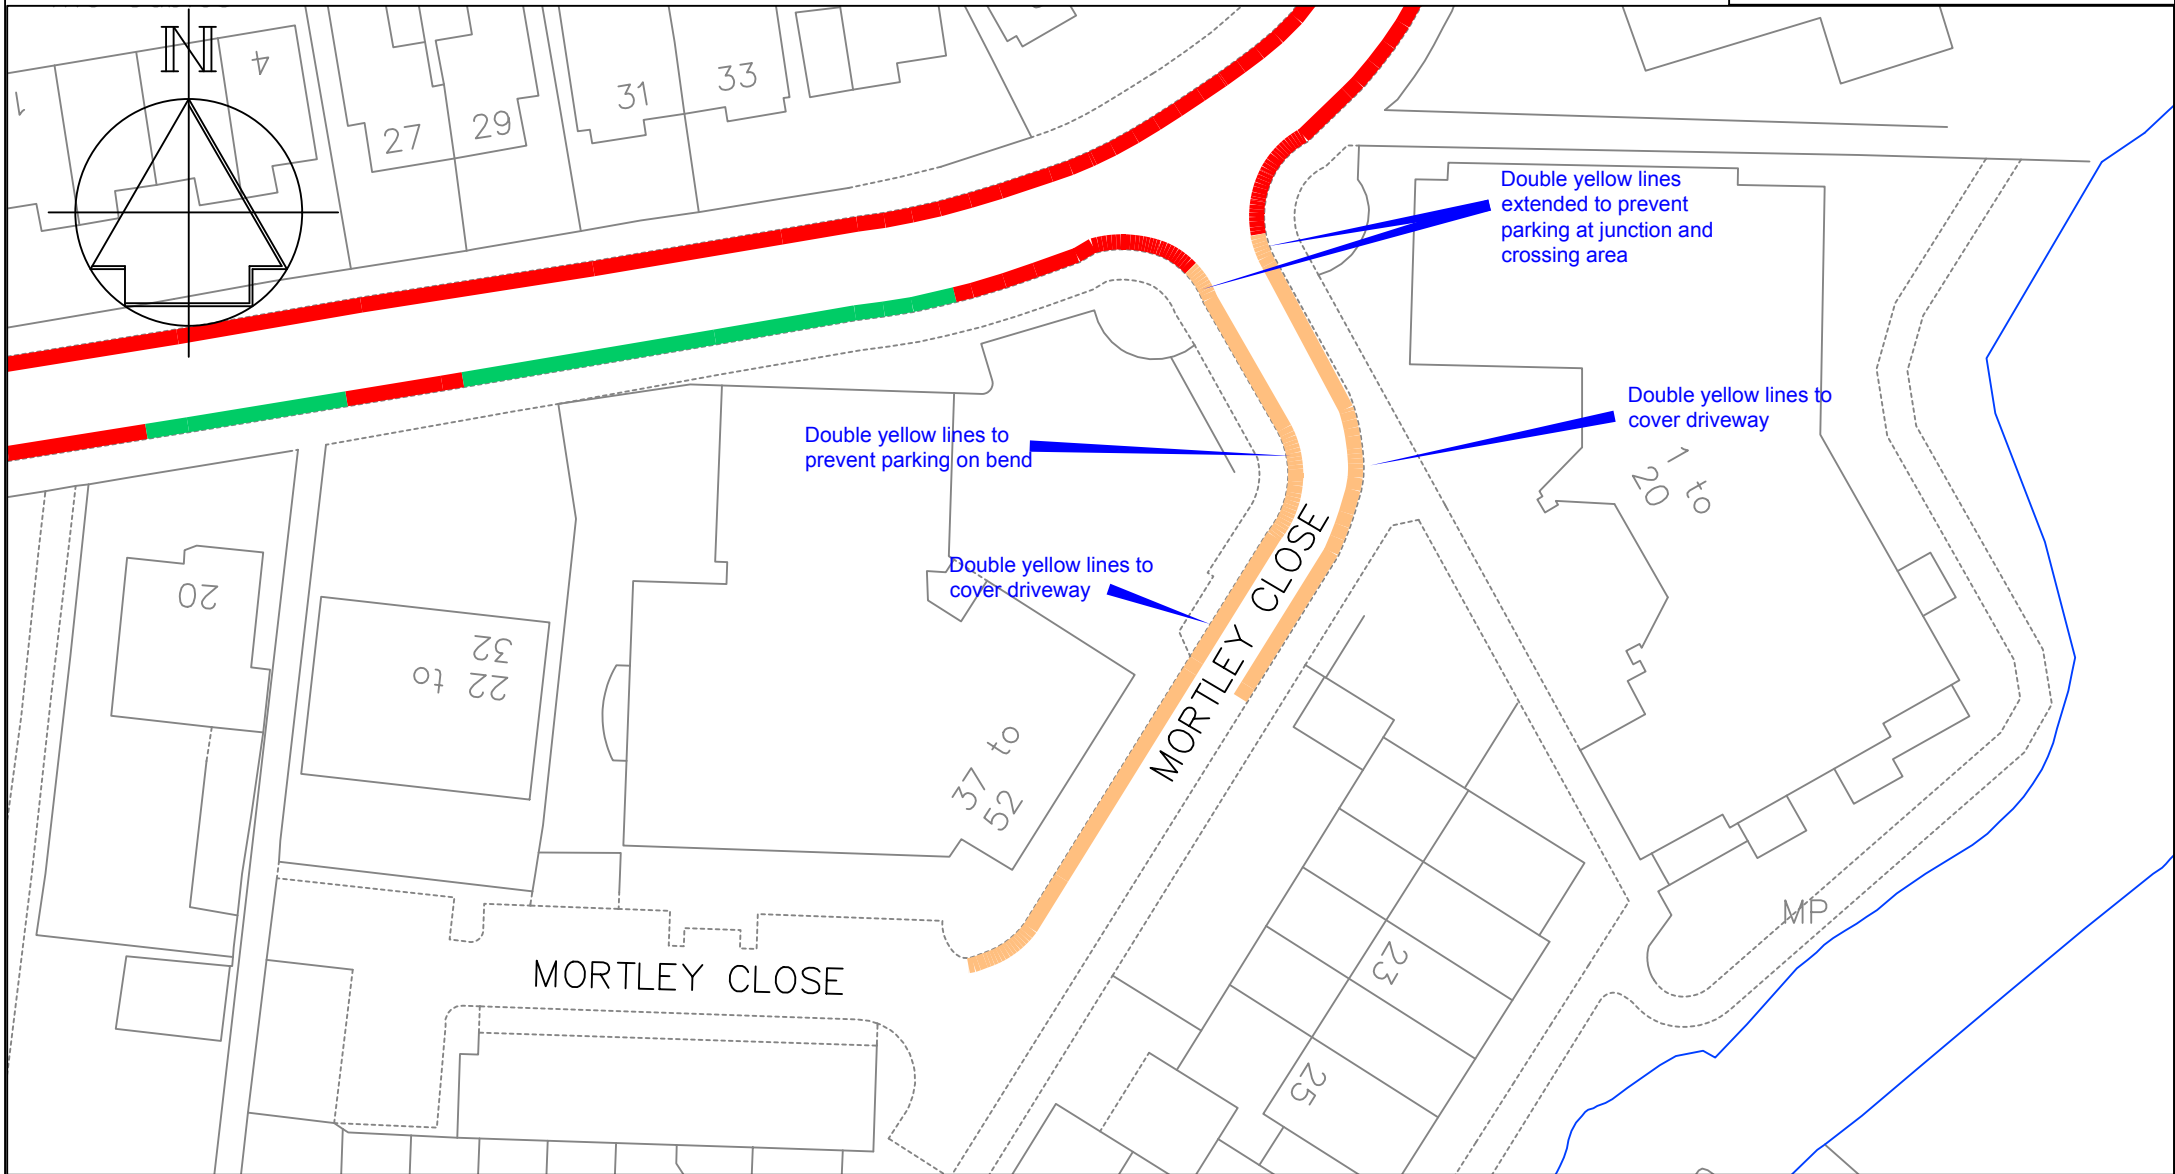 N
4
1
27
29
31
33
Double yellow lines
extended to prevent
parking at junction and
crossing area
Double yellow lines to
cover driveway
Double yellow lines to
prevent parking on bend
Double yellow lines to
cover driveway
1 to
20
20
22 to
32
37 to
52
MORTLEY CLOSE
MORTLEY CLOSE
23
25
MP